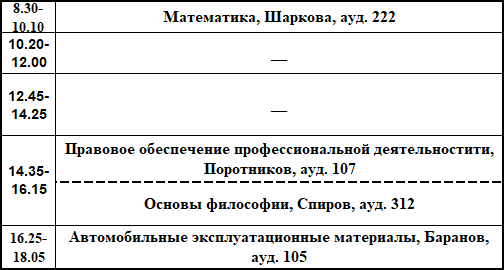 8.30-
10.10
Математика, Шаркова, ауд. 222
10.20-
12.00
—
12.45-
14.25
—
14.35-
16.15
Правовое обеспечение профессиональной деятельностити,
Поротников, ауд. 107
Основы философии, Спиров, ауд. 312
16.25-
18.05
Автомобильные эксплуатационные материалы, Баранов,
ауд. 105